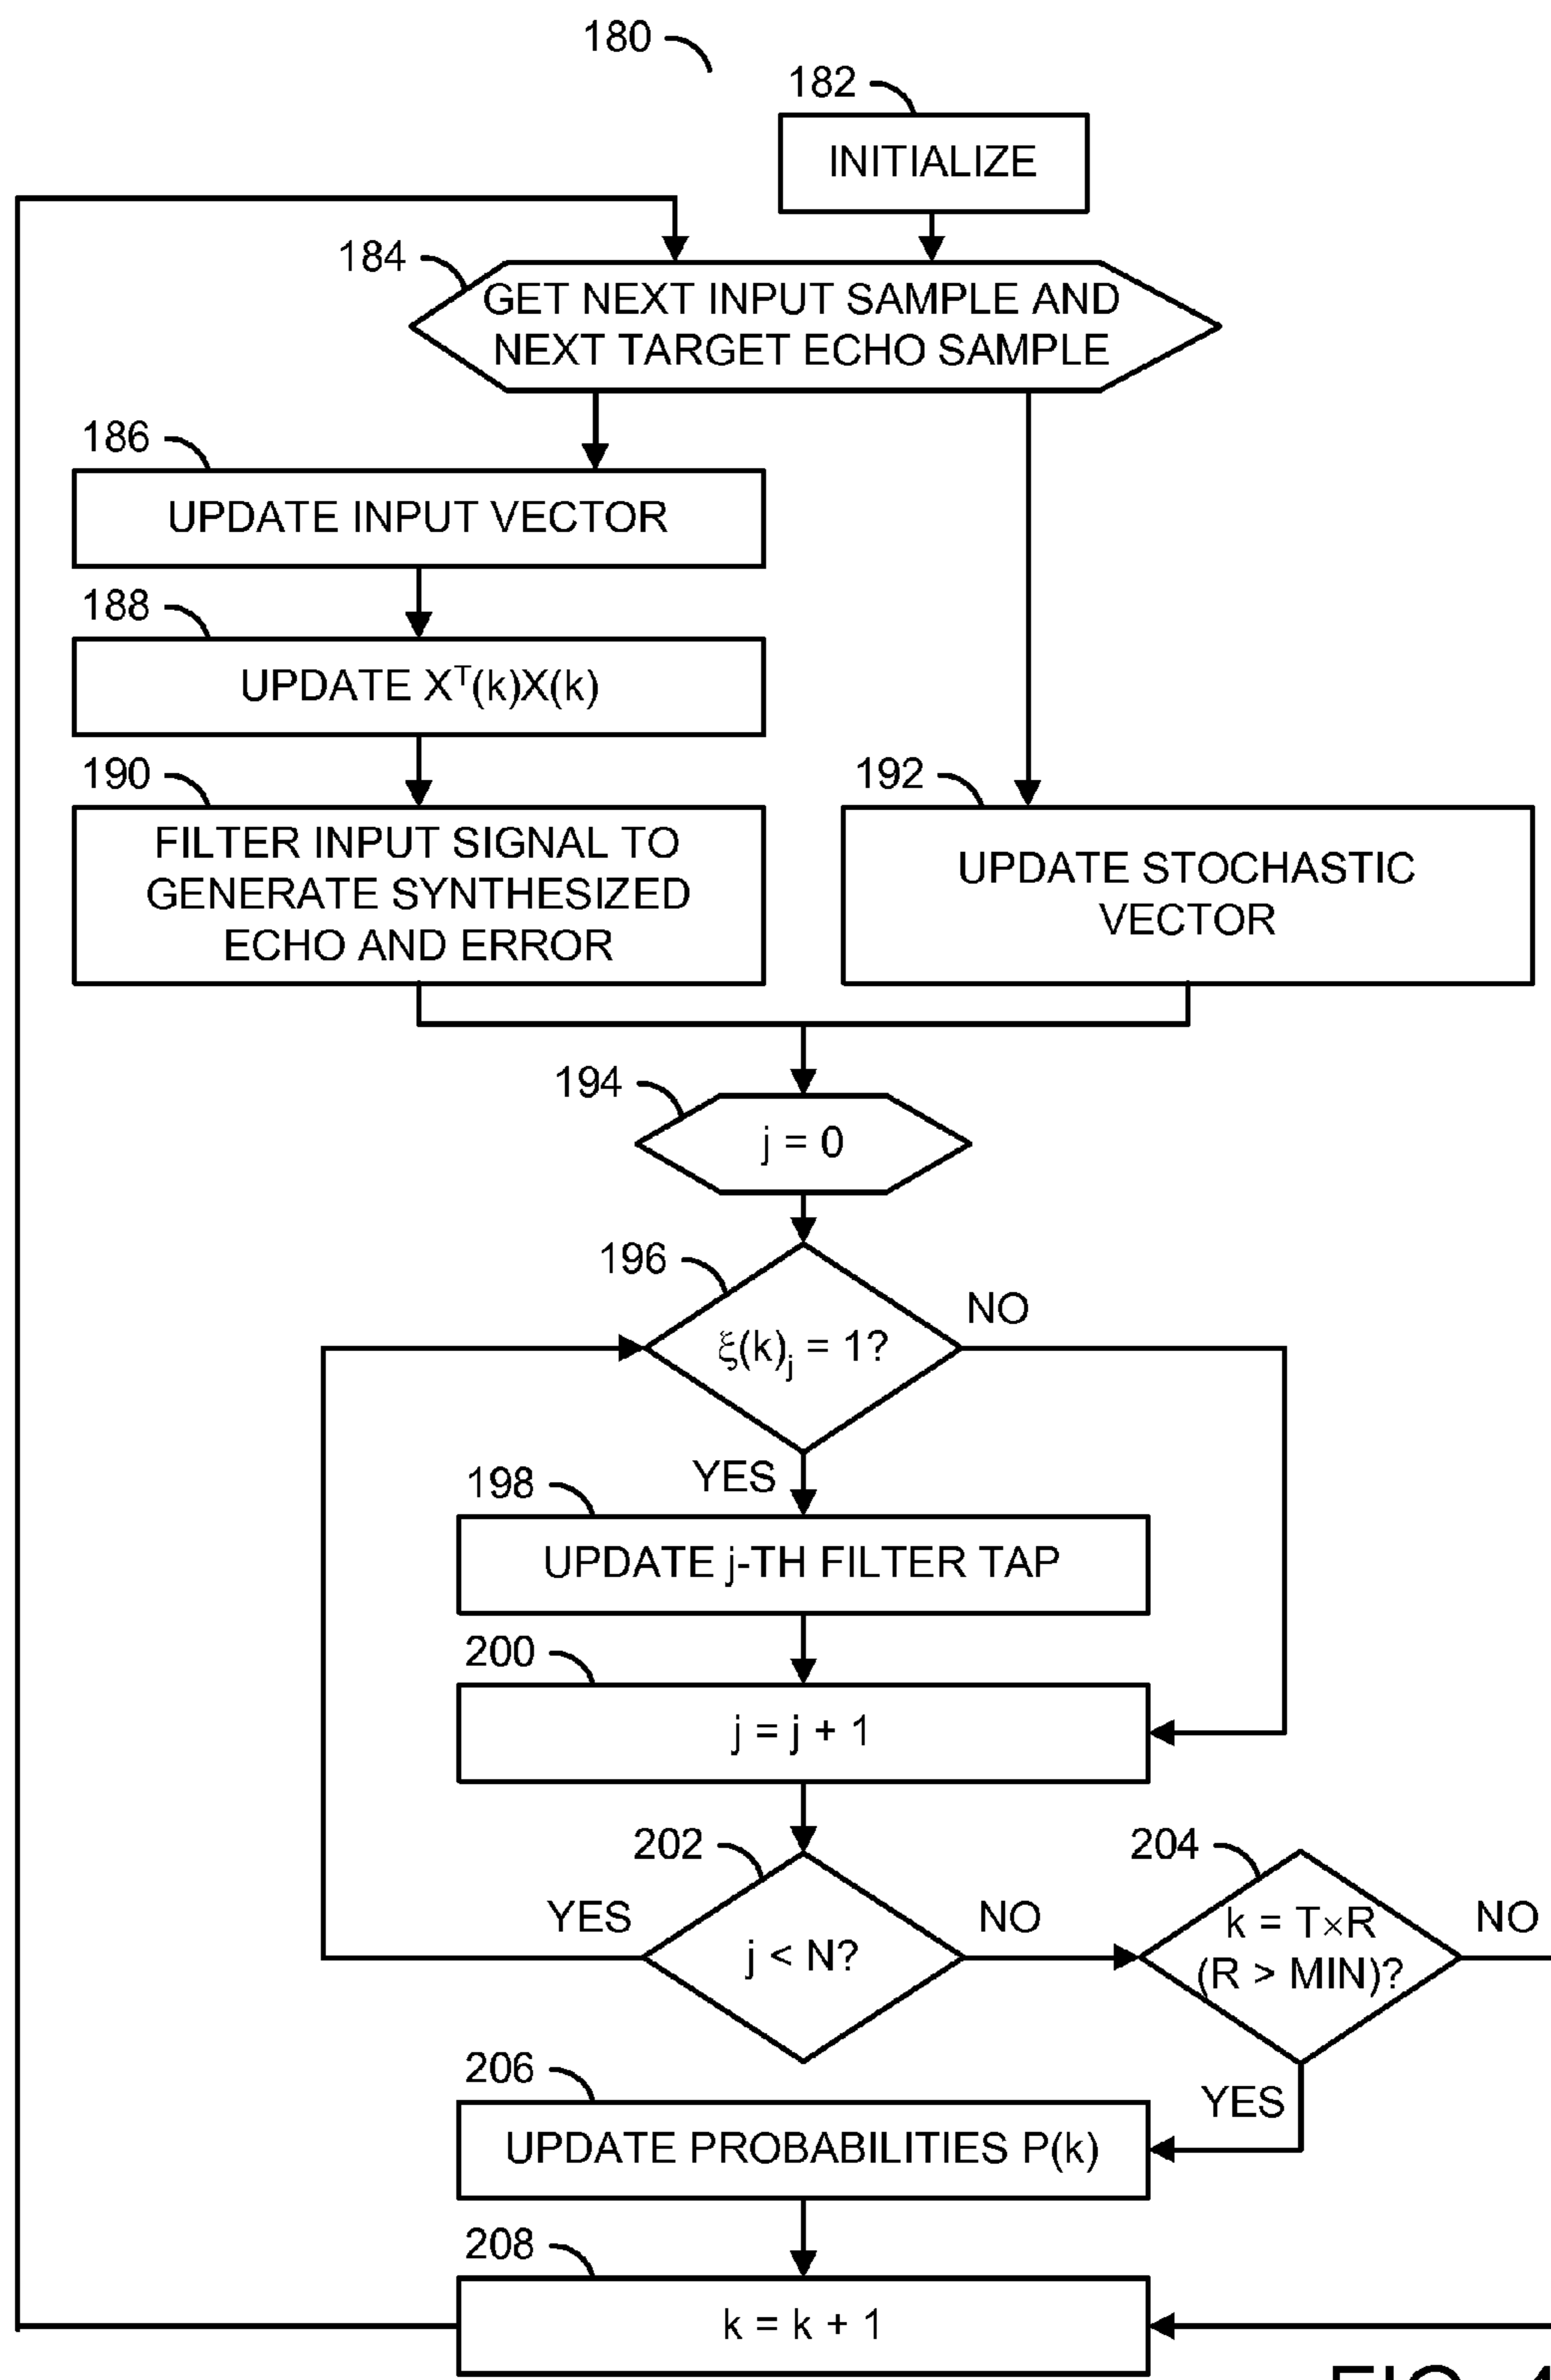 180
182
INITIALIZE
184
GET NEXT INPUT SAMPLE AND
NEXT TARGET ECHO SAMPLE
186
UPDATE INPUT VECTOR
188
UPDATE Xᵀ(k)X(k)
190
FILTER INPUT SIGNAL TO
GENERATE SYNTHESIZED
ECHO AND ERROR
192
UPDATE STOCHASTIC
VECTOR
194
j = 0
196
ξ(k)ⱼ = 1?
NO
YES
198
UPDATE j-TH FILTER TAP
200
j = j + 1
202
j < N?
YES
NO
204
k = T×R
(R > MIN)?
NO
YES
206
UPDATE PROBABILITIES P(k)
208
k = k + 1